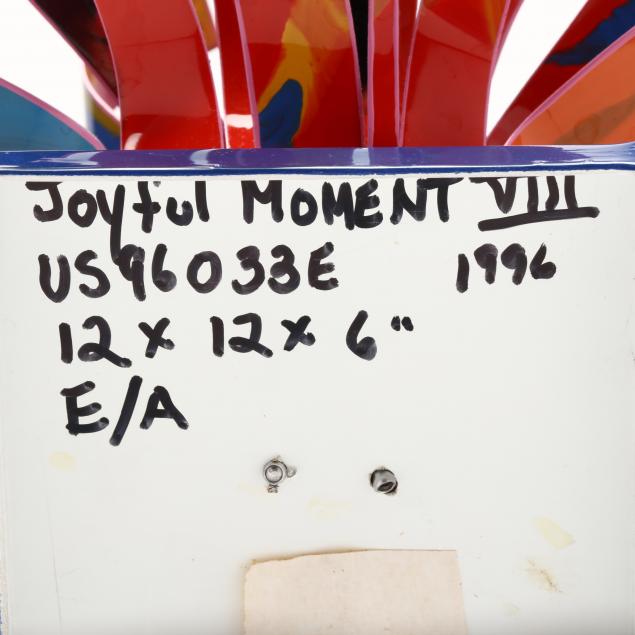 Joyful MOMENT VIII
US96033E 1996
12 x 12 x 6"
E/A